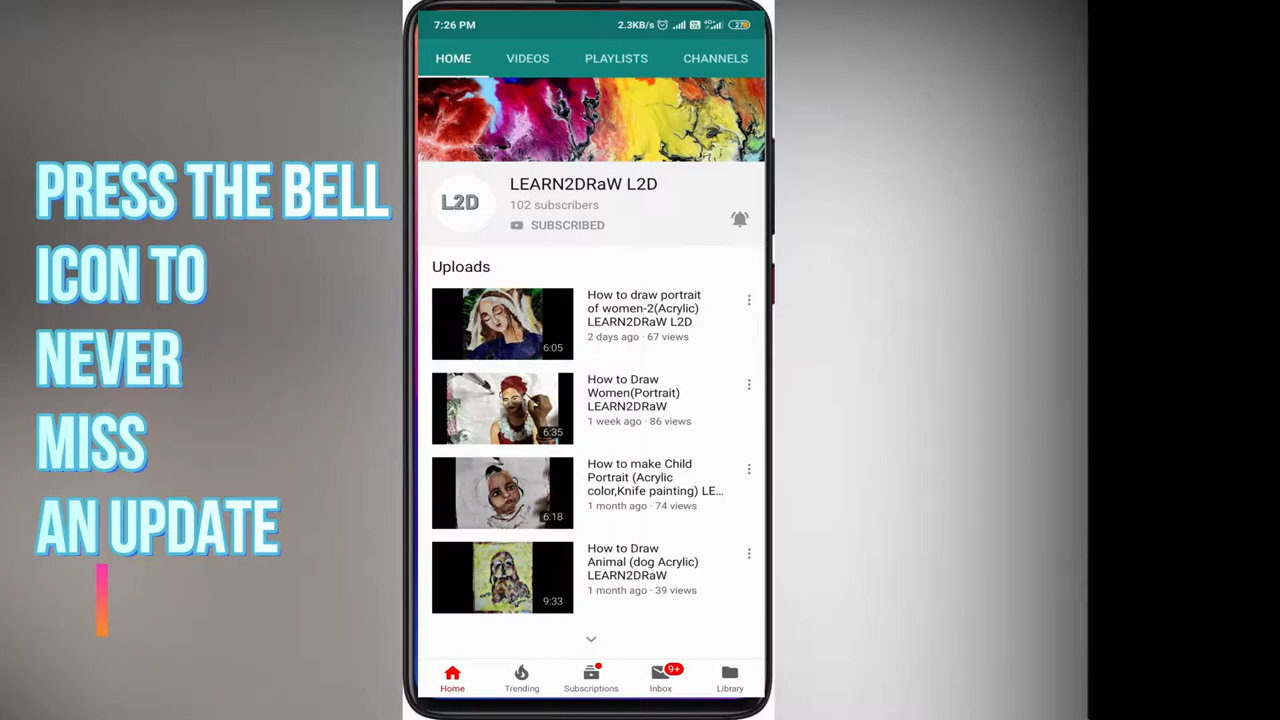 PRESS THE BELL
ICON TO
NEVER
MISS
AN UPDATE
7:26 PM
2.3KB/s 4G+ 27
HOME VIDEOS PLAYLISTS CHANNELS
L2D
LEARN2DRaW L2D
102 subscribers
SUBSCRIBED
Uploads
How to draw portrait
of women-2(Acrylic)
LEARN2DRaW L2D
2 days ago · 67 views
6:05
How to Draw
Women(Portrait)
LEARN2DRaW
1 week ago · 86 views
6:35
How to make Child
Portrait (Acrylic
color,Knife painting) LE...
1 month ago · 74 views
6:18
How to Draw
Animal (dog Acrylic)
LEARN2DRaW
1 month ago · 39 views
9:33
9+
Home Trending Subscriptions Inbox Library